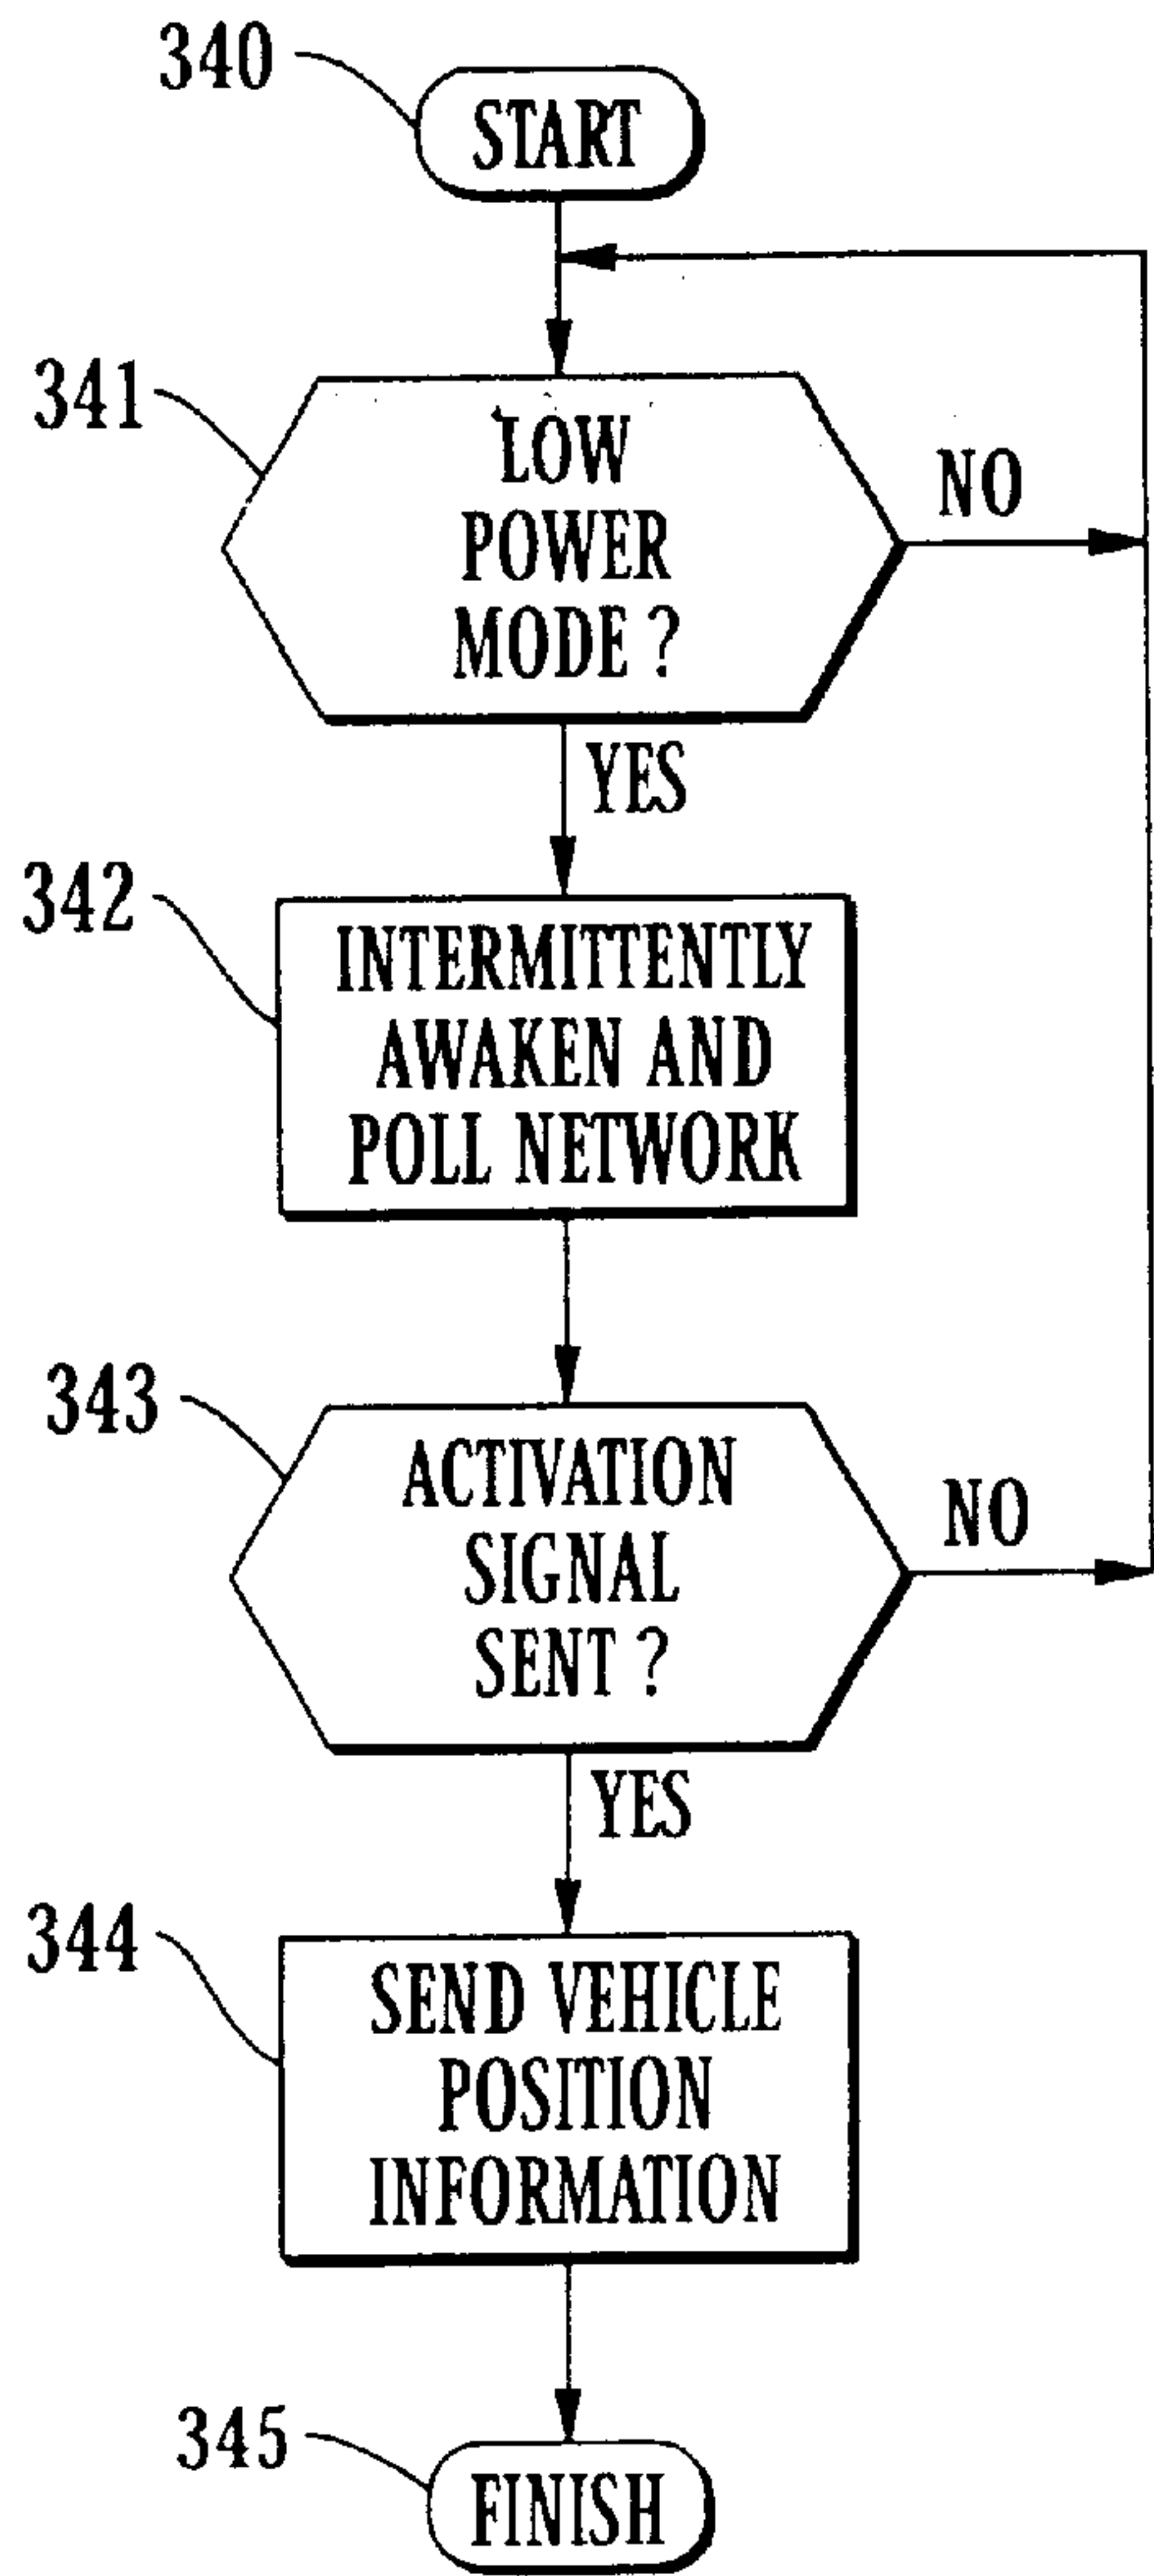 340
START
341
LOW
POWER
MODE ?
NO
YES
342
INTERMITTENTLY
AWAKEN AND
POLL NETWORK
343
ACTIVATION
SIGNAL
SENT ?
NO
YES
344
SEND VEHICLE
POSITION
INFORMATION
345
FINISH